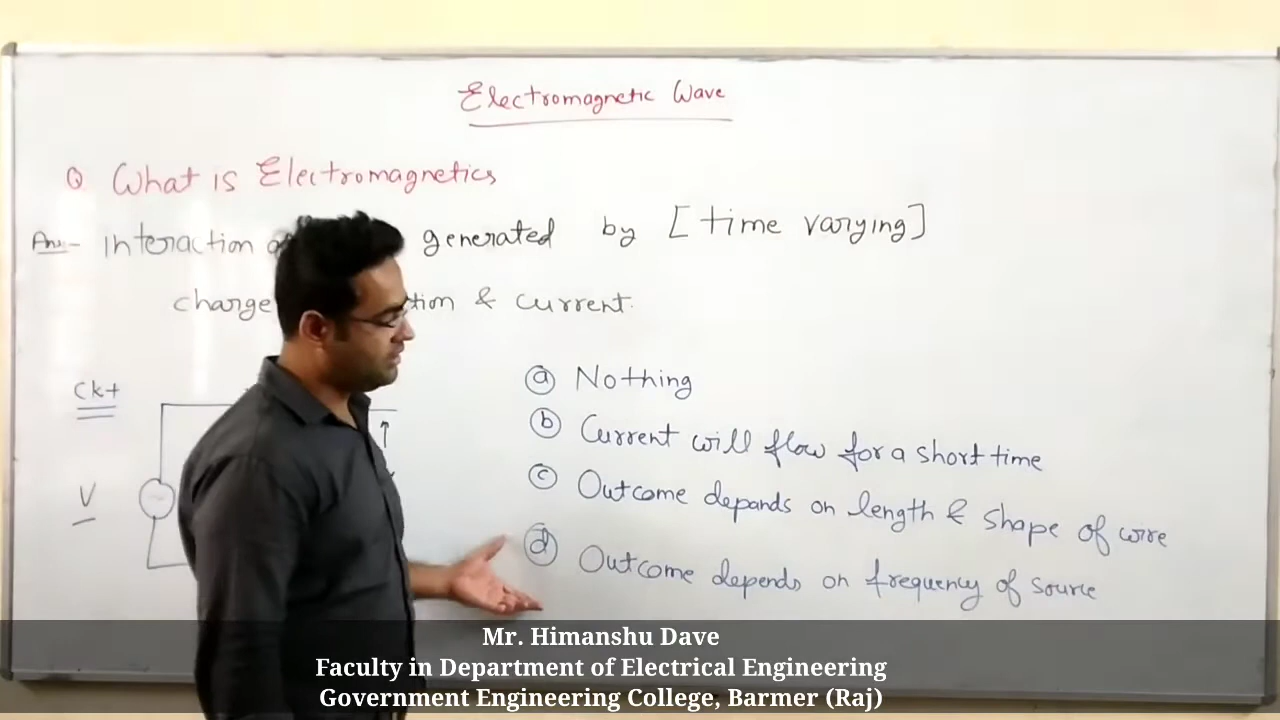 Electromagnetic Wave
Q What is Electromagnetics
Ans:- interaction generated by [time varying]
charge tion & current.
Ckt
V
(a) Nothing
(b) Current will flow for a short time
(c) Outcome depands on length & shape of wire
(d) Outcome depends on frequency of source
Mr. Himanshu Dave
Faculty in Department of Electrical Engineering
Government Engineering College, Barmer (Raj)